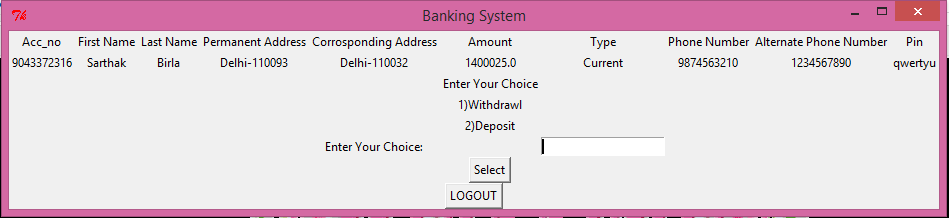 Banking System
Acc_no First Name Last Name Permanent Address Corrosponding Address Amount Type Phone Number Alternate Phone Number Pin
9043372316 Sarthak Birla Delhi-110093 Delhi-110032 1400025.0 Current 9874563210 1234567890 qwertyu
Enter Your Choice
1)Withdrawl
2)Deposit
Enter Your Choice:
Select
LOGOUT